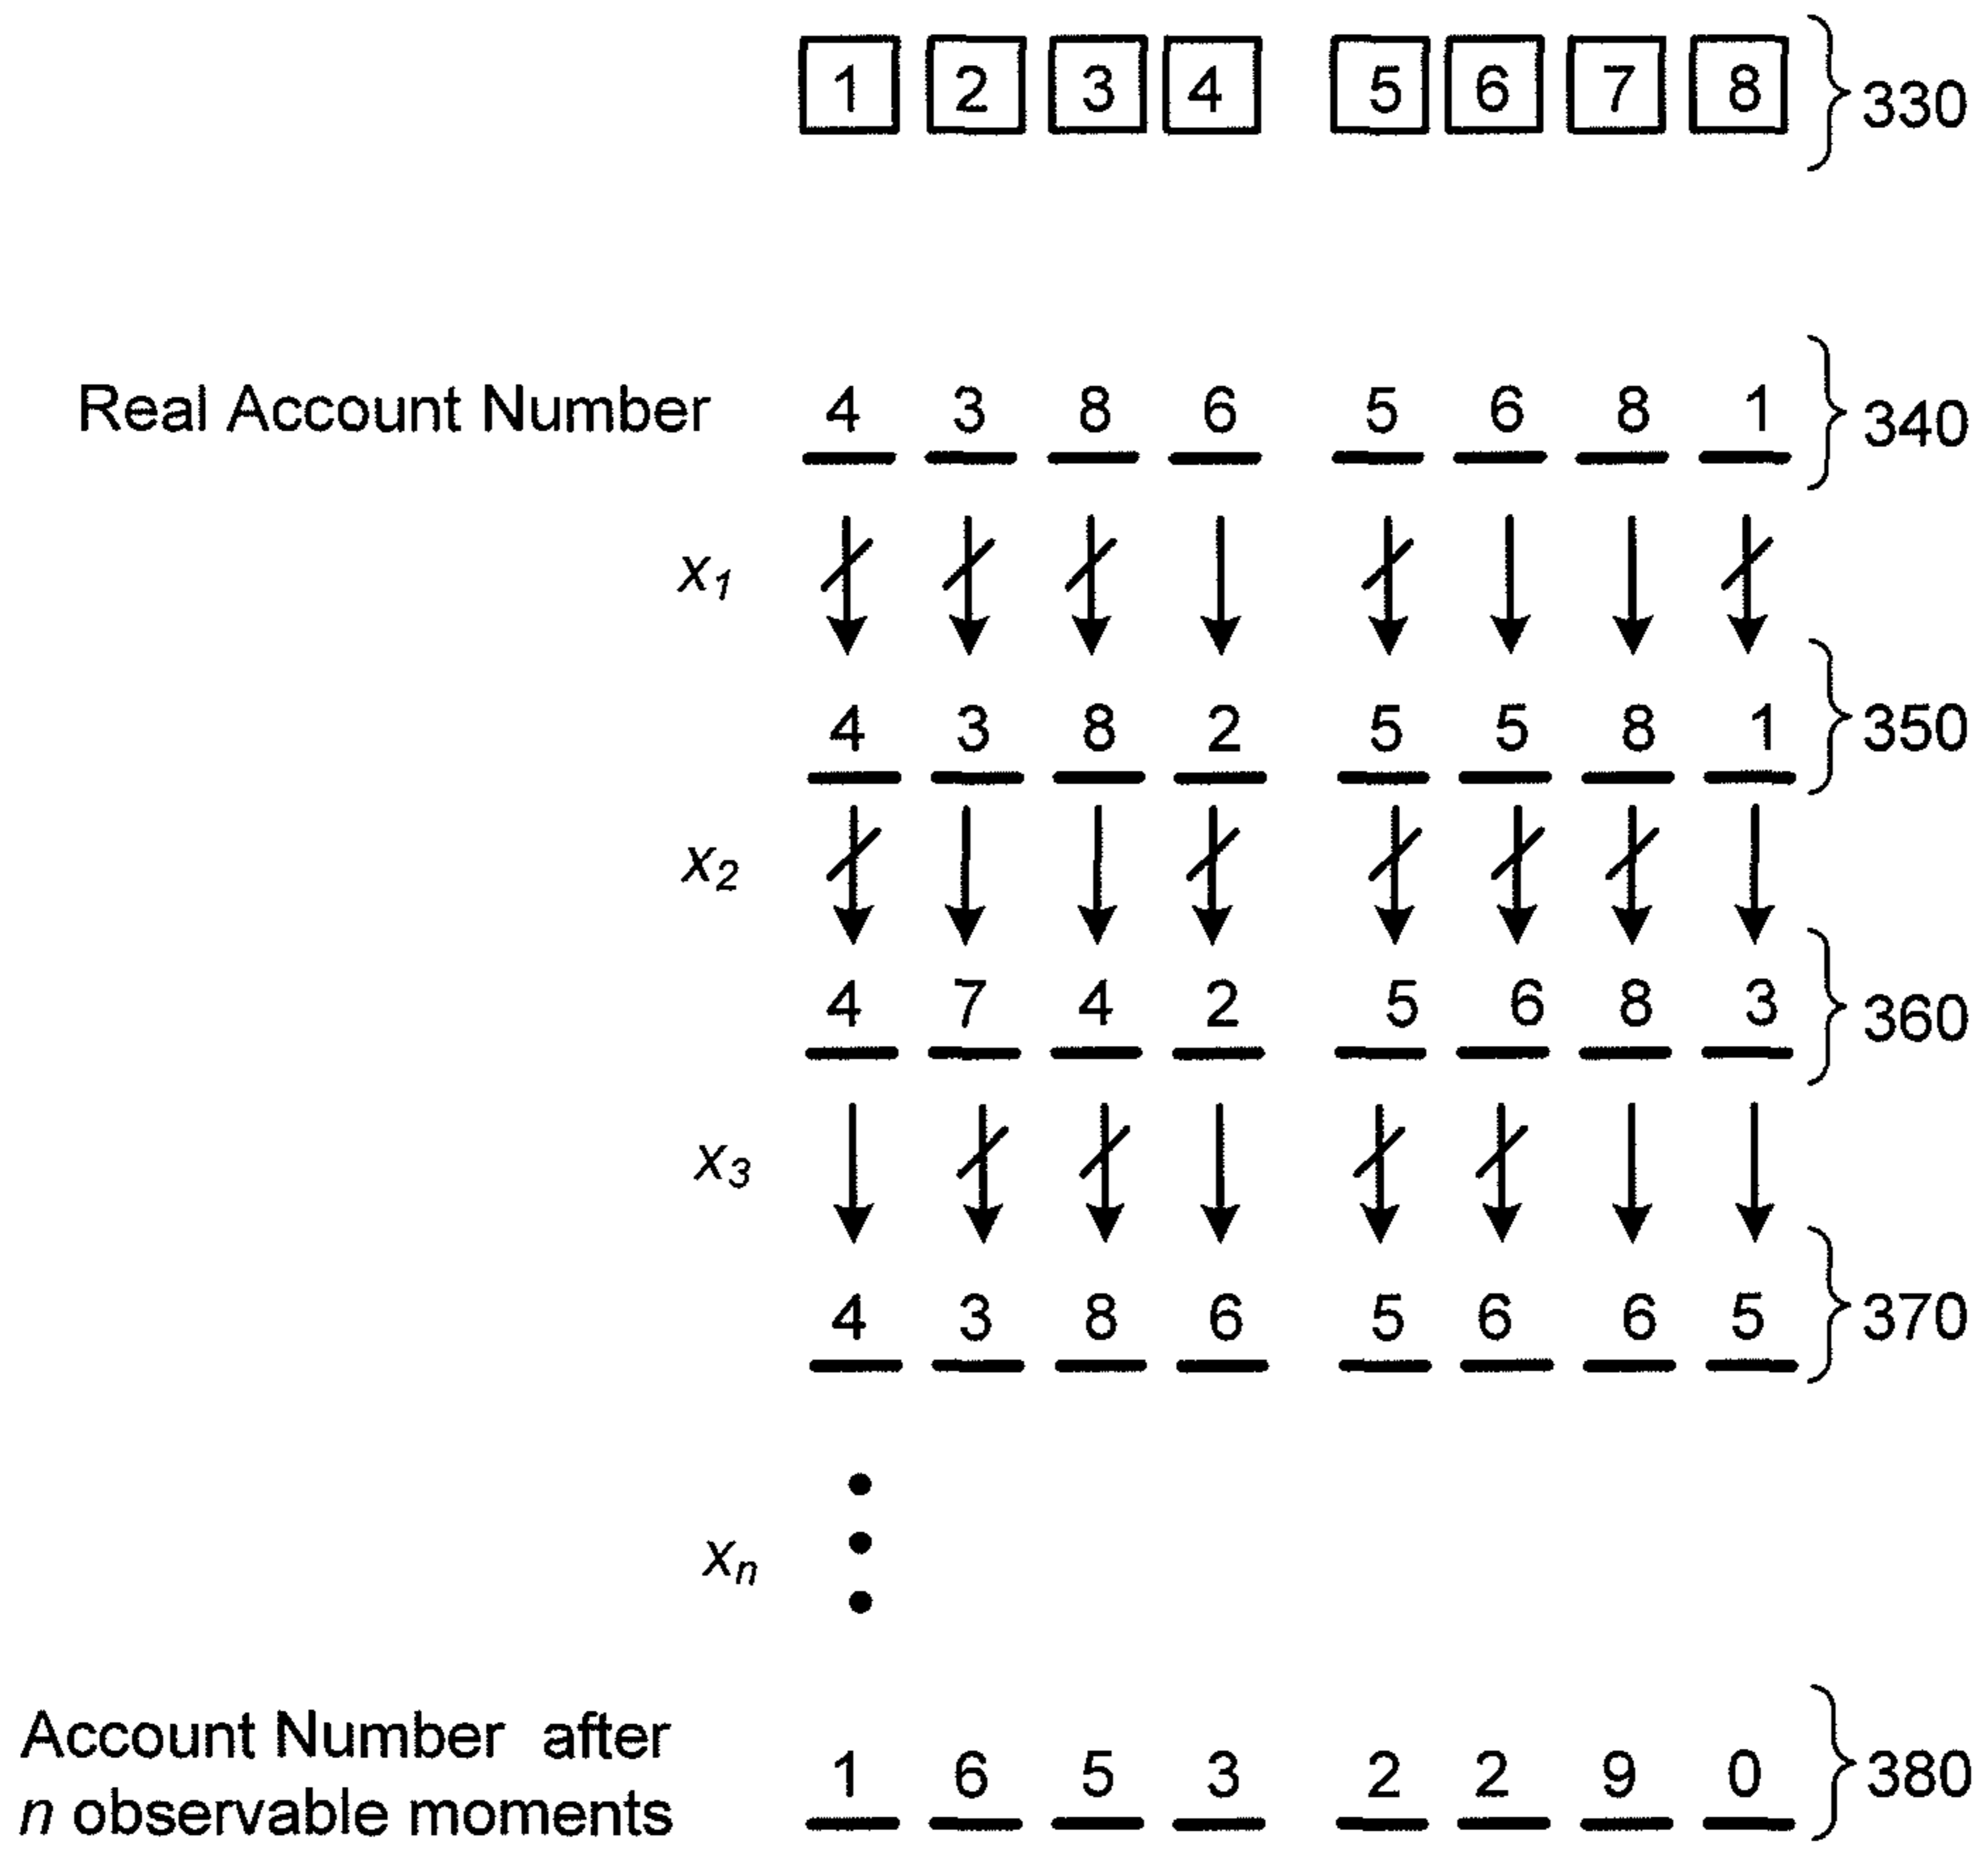 1 2 3 4 5 6 7 8 330
Real Account Number 4 3 8 6 5 6 8 1 340
x1
4 3 8 2 5 5 8 1 350
x2
4 7 4 2 5 6 8 3 360
x3
4 3 8 6 5 6 6 5 370
xn
Account Number after
n observable moments
1 6 5 3 2 2 9 0 380